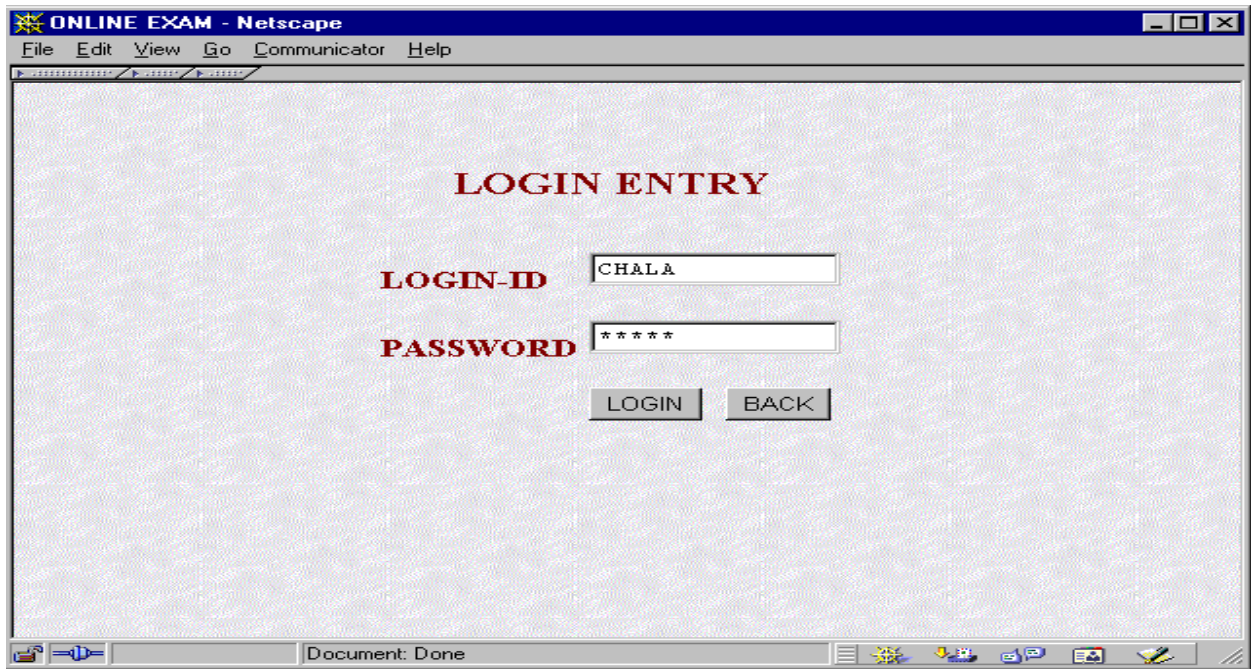 ONLINE EXAM - Netscape
File Edit View Go Communicator Help
LOGIN ENTRY
LOGIN-ID CHALA
PASSWORD *****
LOGIN BACK
Document: Done